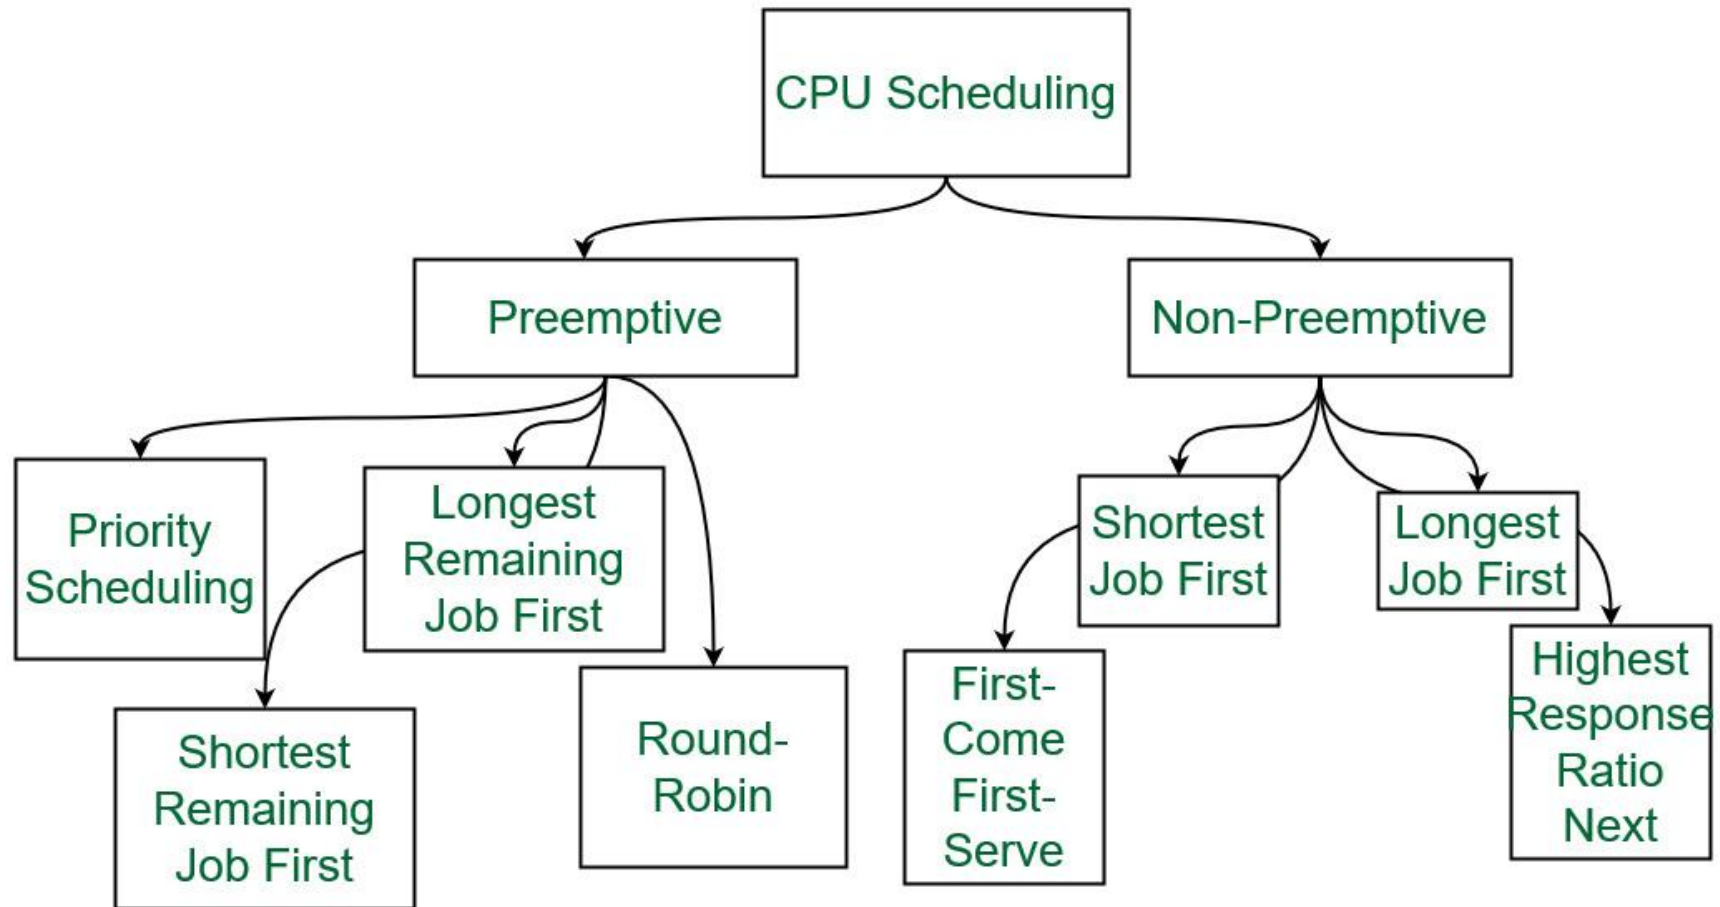 CPU Scheduling
Preemptive
Non-Preemptive
Priority
Scheduling
Longest
Remaining
Job First
Shortest
Job First
Longest
Job First
Shortest
Remaining
Job First
Round-
Robin
First-
Come
First-
Serve
Highest
Response
Ratio
Next